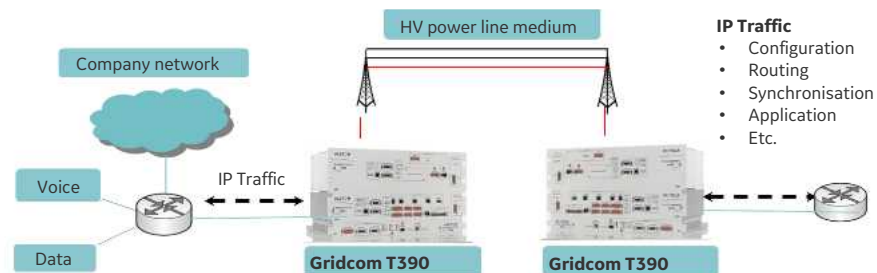 HV power line medium
IP Traffic
• Configuration
• Routing
• Synchronisation
• Application
• Etc.
Company network
Voice
IP Traffic
Data
Gridcom T390
Gridcom T390